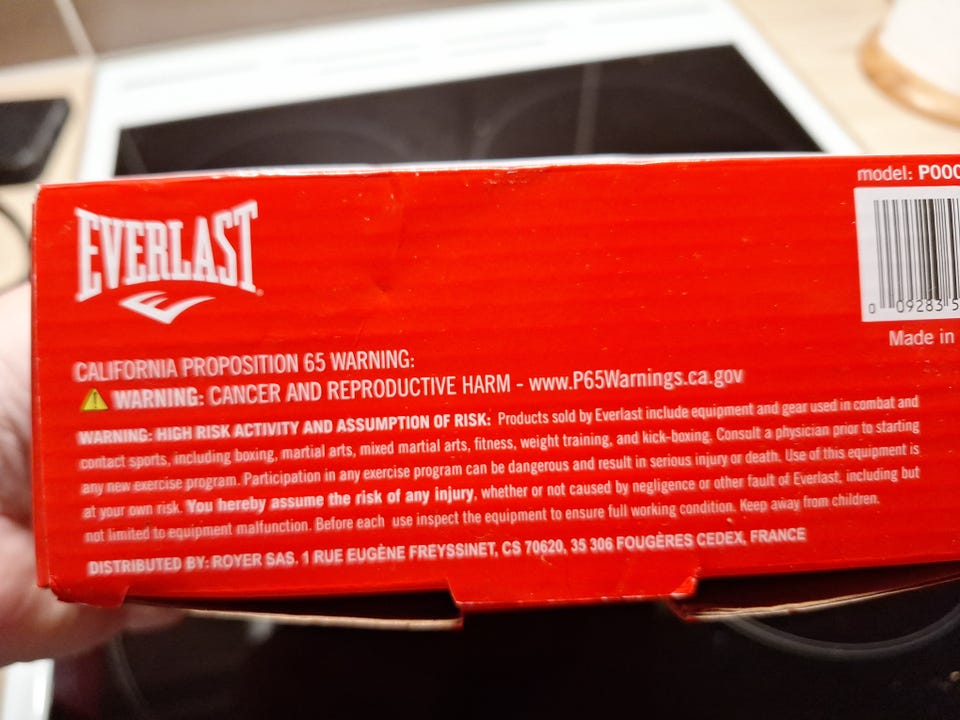 EVERLAST
model: P000
0 09283 5
Made in
CALIFORNIA PROPOSITION 65 WARNING:
WARNING: CANCER AND REPRODUCTIVE HARM - www.P65Warnings.ca.gov
WARNING: HIGH RISK ACTIVITY AND ASSUMPTION OF RISK: Products sold by Everlast include equipment and gear used in combat and
contact sports, including boxing, martial arts, mixed martial arts, fitness, weight training, and kick-boxing. Consult a physician prior to starting
any new exercise program. Participation in any exercise program can be dangerous and result in serious injury or death. Use of this equipment is
at your own risk. You hereby assume the risk of any injury, whether or not caused by negligence or other fault of Everlast, including but
not limited to equipment malfunction. Before each use inspect the equipment to ensure full working condition. Keep away from children.
DISTRIBUTED BY: ROYER SAS. 1 RUE EUGÈNE FREYSSINET, CS 70620, 35 306 FOUGÈRES CEDEX, FRANCE